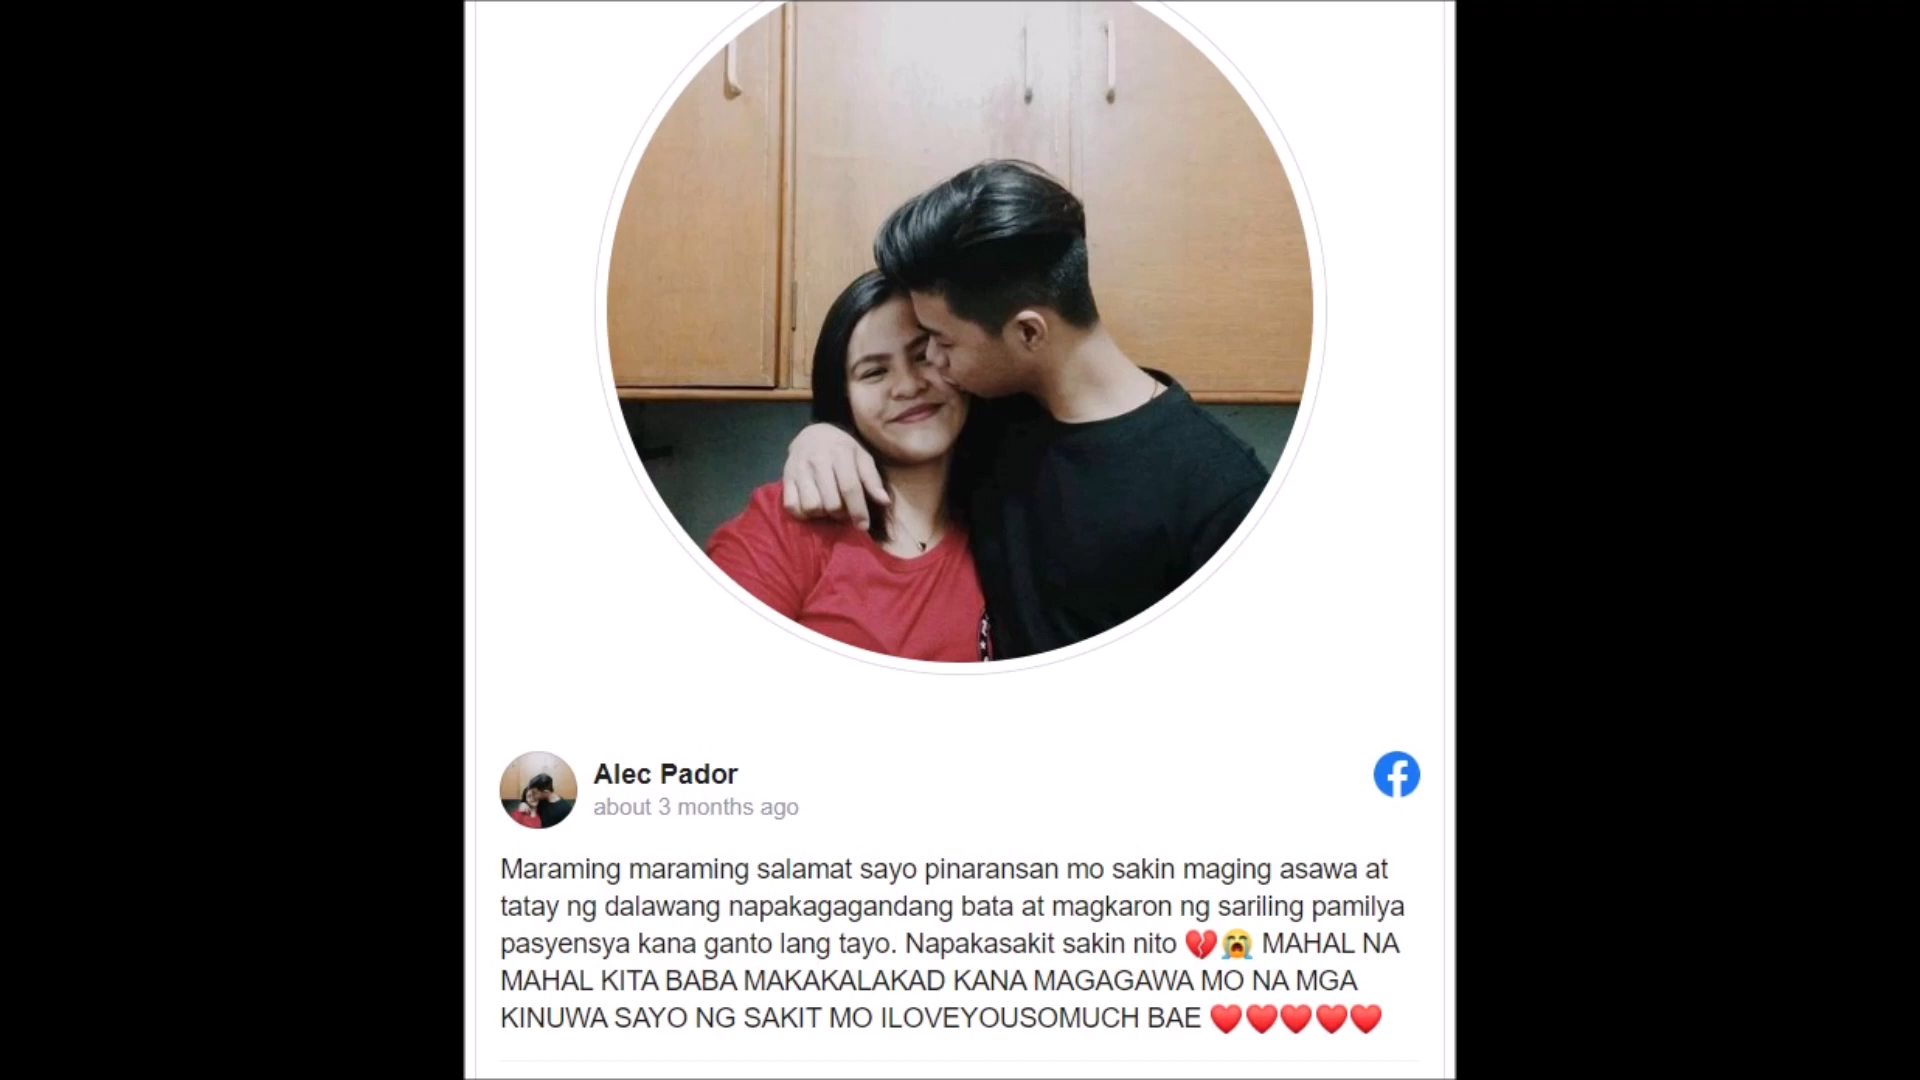 Alec Pador
about 3 months ago
Maraming maraming salamat sayo pinaransan mo sakin maging asawa at
tatay ng dalawang napakagagandang bata at magkaron ng sariling pamilya
pasyensya kana ganto lang tayo. Napakasakit sakin nito 💔😭 MAHAL NA
MAHAL KITA BABA MAKAKALAKAD KANA MAGAGAWA MO NA MGA
KINUWA SAYO NG SAKIT MO ILOVEYOUSOMUCH BAE ❤️❤️❤️❤️❤️